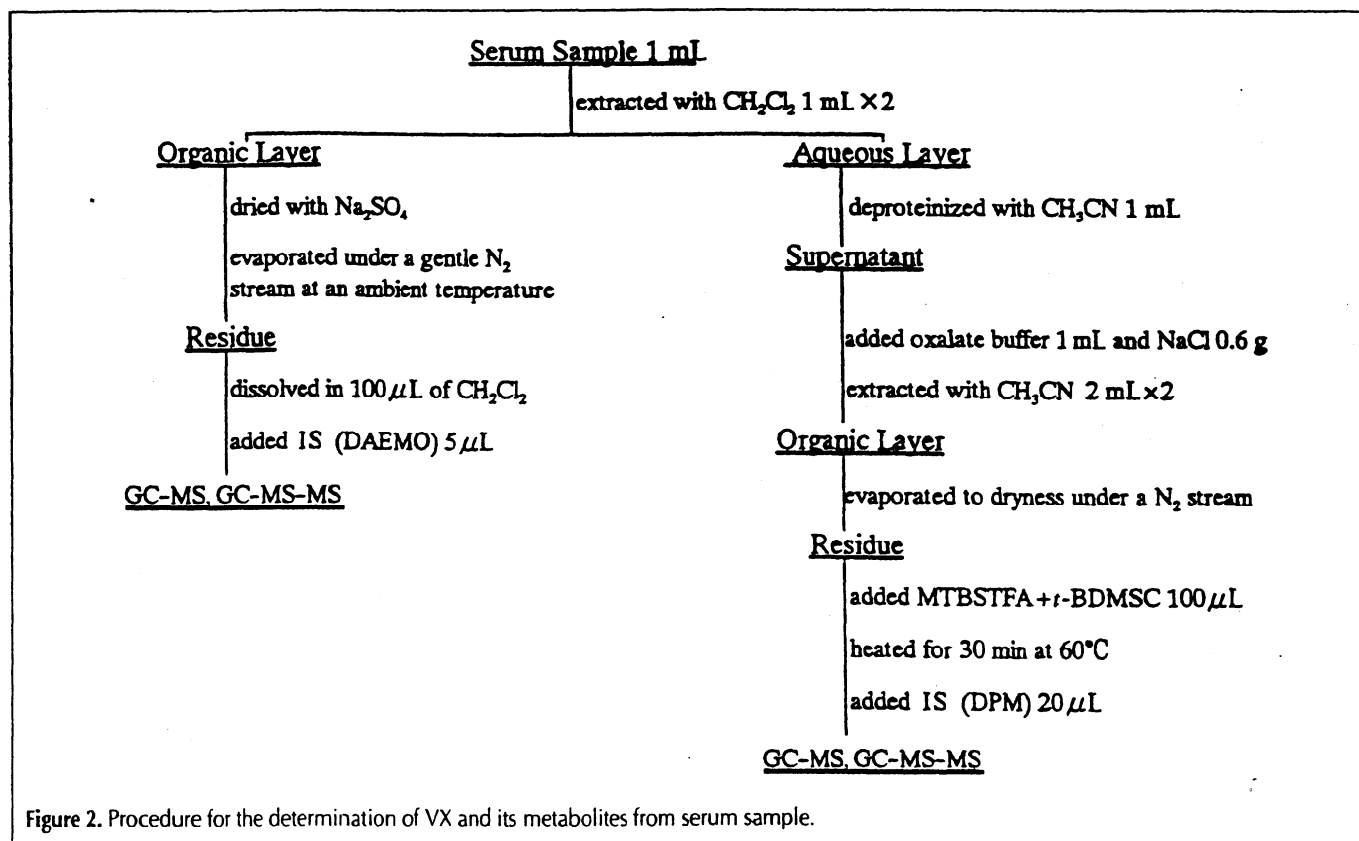 Serum Sample 1 mL
extracted with CH₂Cl₂ 1 mL ×2
Organic Layer
dried with Na₂SO₄
evaporated under a gentle N₂
stream at an ambient temperature
Residue
dissolved in 100 μL of CH₂Cl₂
added IS (DAEMO) 5 μL
GC-MS, GC-MS-MS
Aqueous Layer
deproteinized with CH₃CN 1 mL
Supernatant
added oxalate buffer 1 mL and NaCl 0.6 g
extracted with CH₃CN 2 mL×2
Organic Layer
evaporated to dryness under a N₂ stream
Residue
added MTBSTFA+t-BDMSC 100 μL
heated for 30 min at 60°C
added IS (DPM) 20 μL
GC-MS, GC-MS-MS
Figure 2. Procedure for the determination of VX and its metabolites from serum sample.